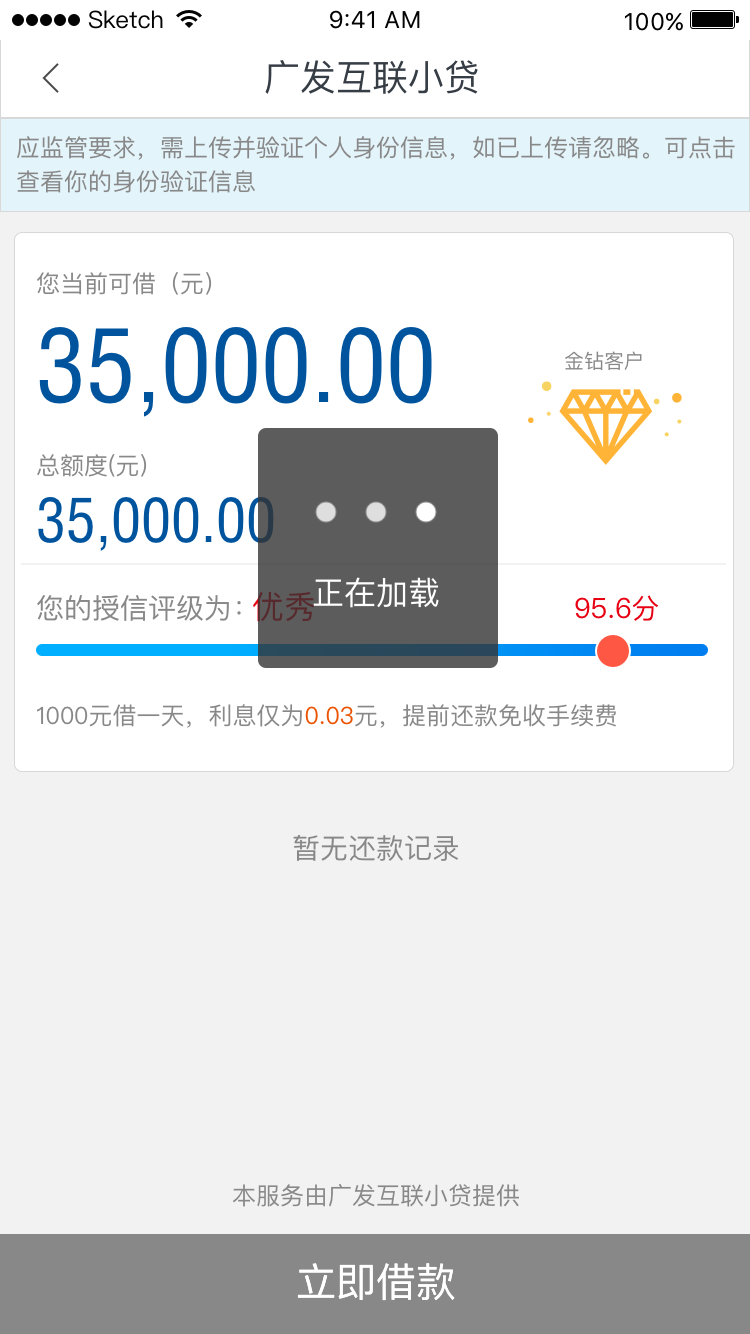 Sketch 9:41 AM 100%
广发互联小贷
应监管要求，需上传并验证个人身份信息，如已上传请忽略。可点击
查看你的身份验证信息
您当前可借（元）
35,000.00
金钻客户
总额度(元)
35,000.00
您的授信评级为：优秀
95.6分
正在加载
1000元借一天，利息仅为0.03元，提前还款免收手续费
暂无还款记录
本服务由广发互联小贷提供
立即借款